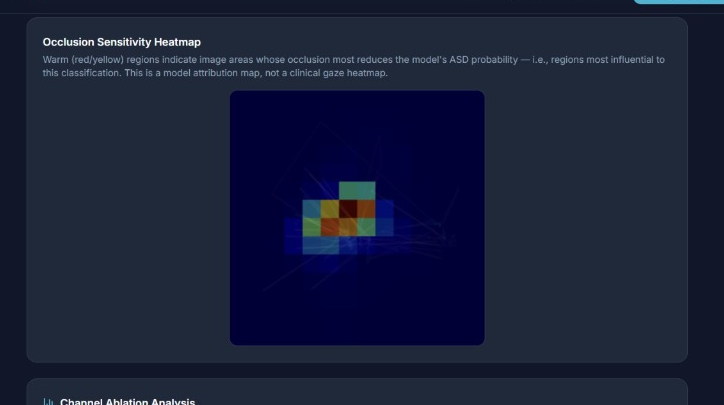 Occlusion Sensitivity Heatmap
Warm (red/yellow) regions indicate image areas whose occlusion most reduces the model's ASD probability — i.e., regions most influential to
this classification. This is a model attribution map, not a clinical gaze heatmap.
Channel Ablation Analysis